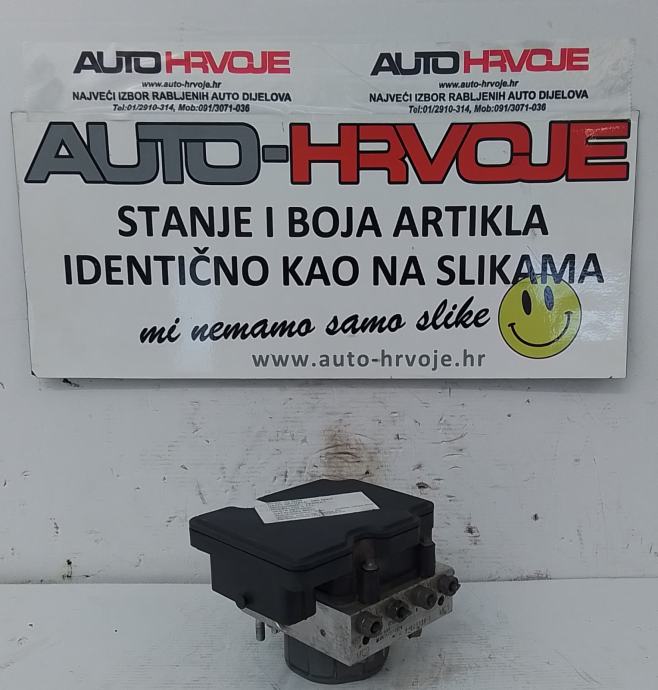 AUTO HRVOJE
www.auto-hrvoje.hr
NAJVEĆI IZBOR RABLJENIH AUTO DIJELOVA
Tel:01/2910-314, Mob:091/3071-036
AUTO HRVOJE
www.auto-hrvoje.hr
NAJVEĆI IZBOR RABLJENIH AUTO DIJELOVA
Tel:01/2910-314, Mob:091/3071-036
AUTO-HRVOJE
STANJE I BOJA ARTIKLA
IDENTIČNO KAO NA SLIKAMA
mi nemamo samo slike
www.auto-hrvoje.hr